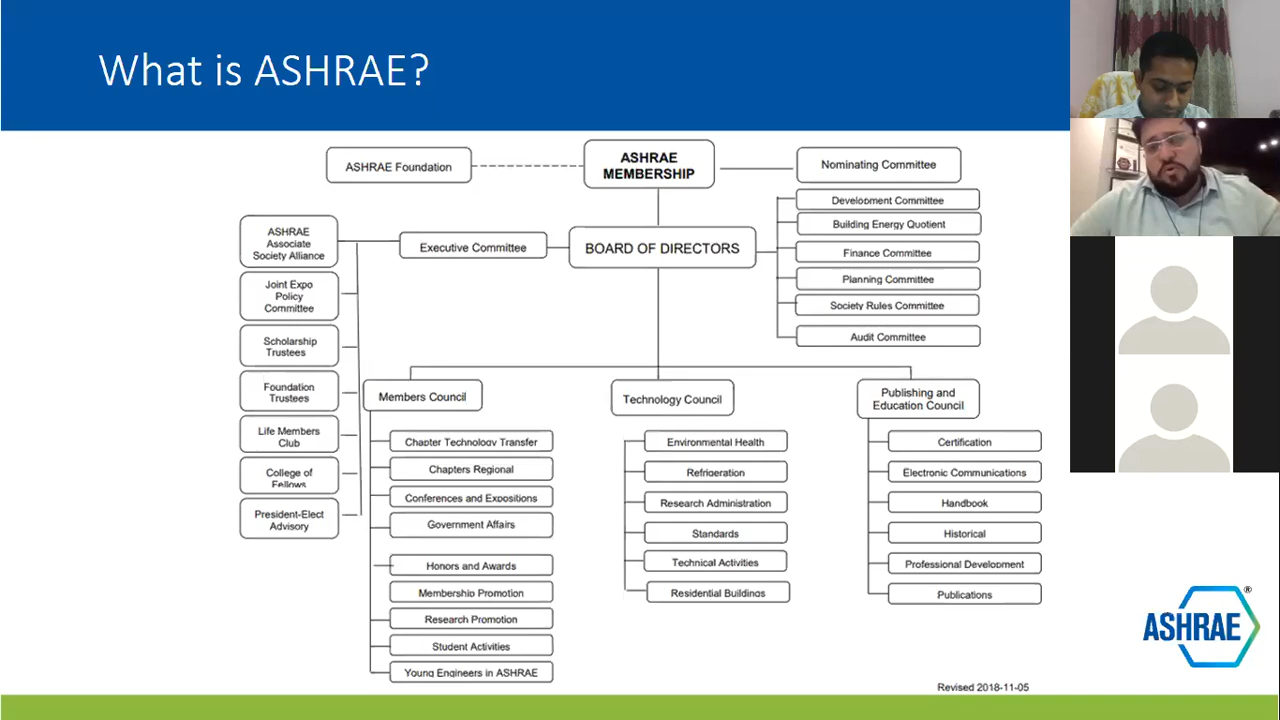 What is ASHRAE?
ASHRAE Foundation
ASHRAE
MEMBERSHIP
Nominating Committee
Development Committee
Building Energy Quotient
Finance Committee
Planning Committee
Society Rules Committee
Audit Committee
BOARD OF DIRECTORS
Executive Committee
ASHRAE
Associate
Society Alliance
Joint Expo
Policy
Committee
Scholarship
Trustees
Foundation
Trustees
Life Members
Club
College of
Fellows
President-Elect
Advisory
Members Council
Chapter Technology Transfer
Chapters Regional
Conferences and Expositions
Government Affairs
Honors and Awards
Membership Promotion
Research Promotion
Student Activities
Young Engineers in ASHRAE
Technology Council
Environmental Health
Refrigeration
Research Administration
Standards
Technical Activities
Residential Buildings
Publishing and
Education Council
Certification
Electronic Communications
Handbook
Historical
Professional Development
Publications
ASHRAE®
Revised 2018-11-05